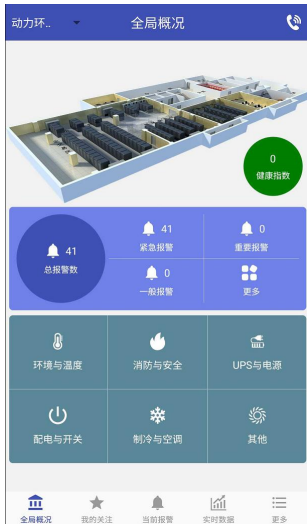 动力环..
全局概况
0
健康指数
41
总报警数
41
紧急报警
0
重要报警
0
一般报警
更多
环境与温度
消防与安全
UPS与电源
配电与开关
制冷与空调
其他
全局概况
我的关注
当前报警
实时数据
更多